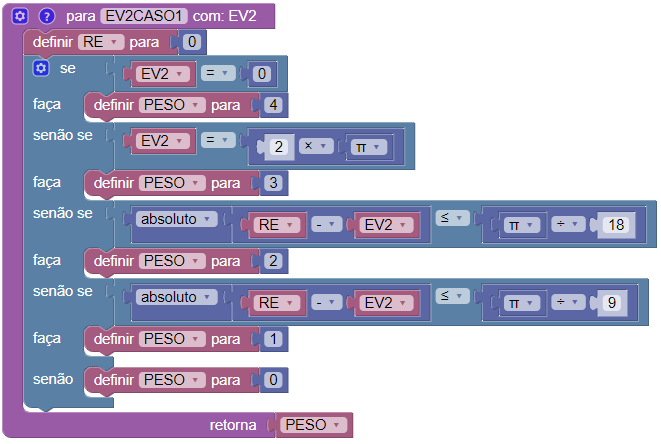 ? para EV2CASO1 com: EV2
definir RE para 0
se EV2 = 0
faça definir PESO para 4
senão se EV2 = 2 × π
faça definir PESO para 3
senão se absoluto RE - EV2 ≤ π ÷ 18
faça definir PESO para 2
senão se absoluto RE - EV2 ≤ π ÷ 9
faça definir PESO para 1
senão definir PESO para 0
retorna PESO